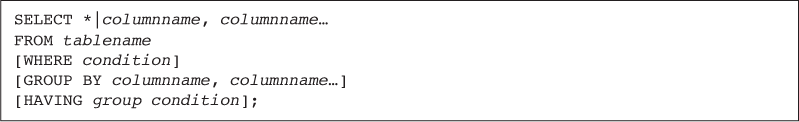 SELECT *|columnname, columnname…
FROM tablename
[WHERE condition]
[GROUP BY columnname, columnname…]
[HAVING group condition];